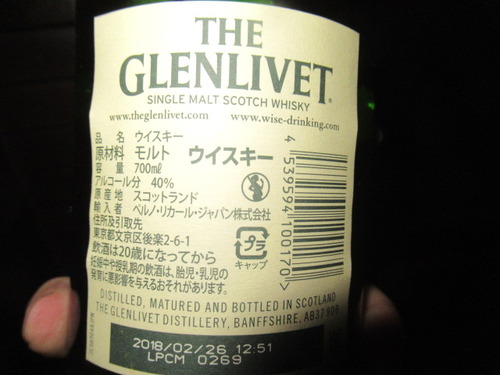 THE
GLENLIVET®
SINGLE MALT SCOTCH WHISKY
www.theglenlivet.com www.wise-drinking.com
品 名 ウイスキー
原材料 モルト ウイスキー
容 量 700㎖
アルコール分 40%
原 産 地 スコットランド
輸 入 者 ペルノ・リカール・ジャパン株式会社
住所及び引取先
東京都文京区後楽2-6-1
飲酒は20歳になってから
妊娠中や授乳期の飲酒は、胎児・乳児の
発育に悪影響を与えるおそれがあります。
プラ
キャップ
4 539594 100170 >
DISTILLED, MATURED AND BOTTLED IN SCOTLAND
THE GLENLIVET DISTILLERY, BANFFSHIRE, AB37 9DB
2018/02/26 12:51
LPCM 0269